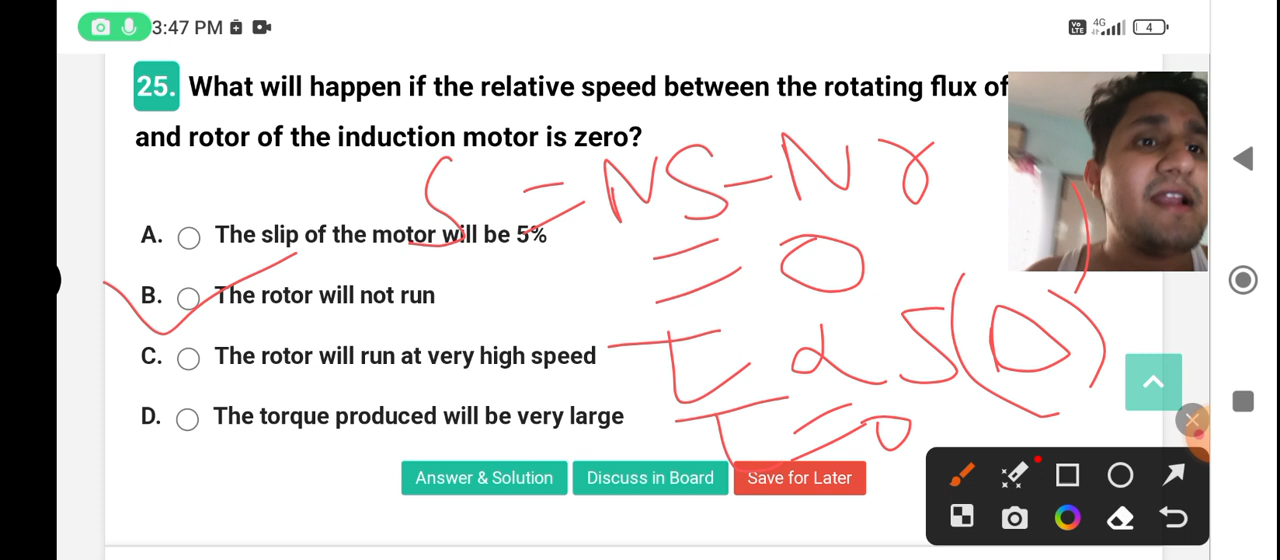 3:47 PM
4G
Vo
LTE
4
25. What will happen if the relative speed between the rotating flux of
and rotor of the induction motor is zero?
S = NS - Nr
= 0
A. The slip of the motor will be 5%
B. The rotor will not run
C. The rotor will run at very high speed
D. The torque produced will be very large
T α S
T = 0
Answer & Solution
Discuss in Board
Save for Later